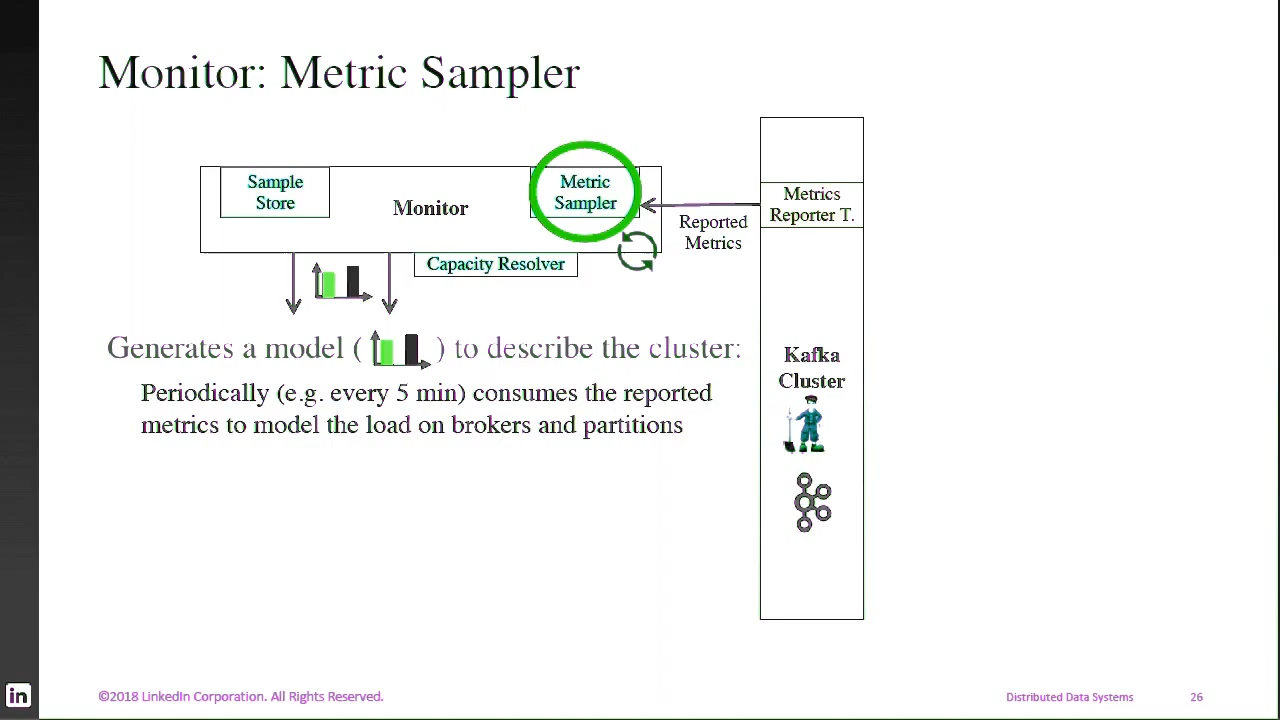 Monitor: Metric Sampler
Sample
Store
Monitor
Metric
Sampler
Metrics
Reporter T.
Reported
Metrics
Capacity Resolver
Generates a model ( ) to describe the cluster:
Periodically (e.g. every 5 min) consumes the reported
metrics to model the load on brokers and partitions
Kafka
Cluster
in
©2018 LinkedIn Corporation. All Rights Reserved.
Distributed Data Systems
26